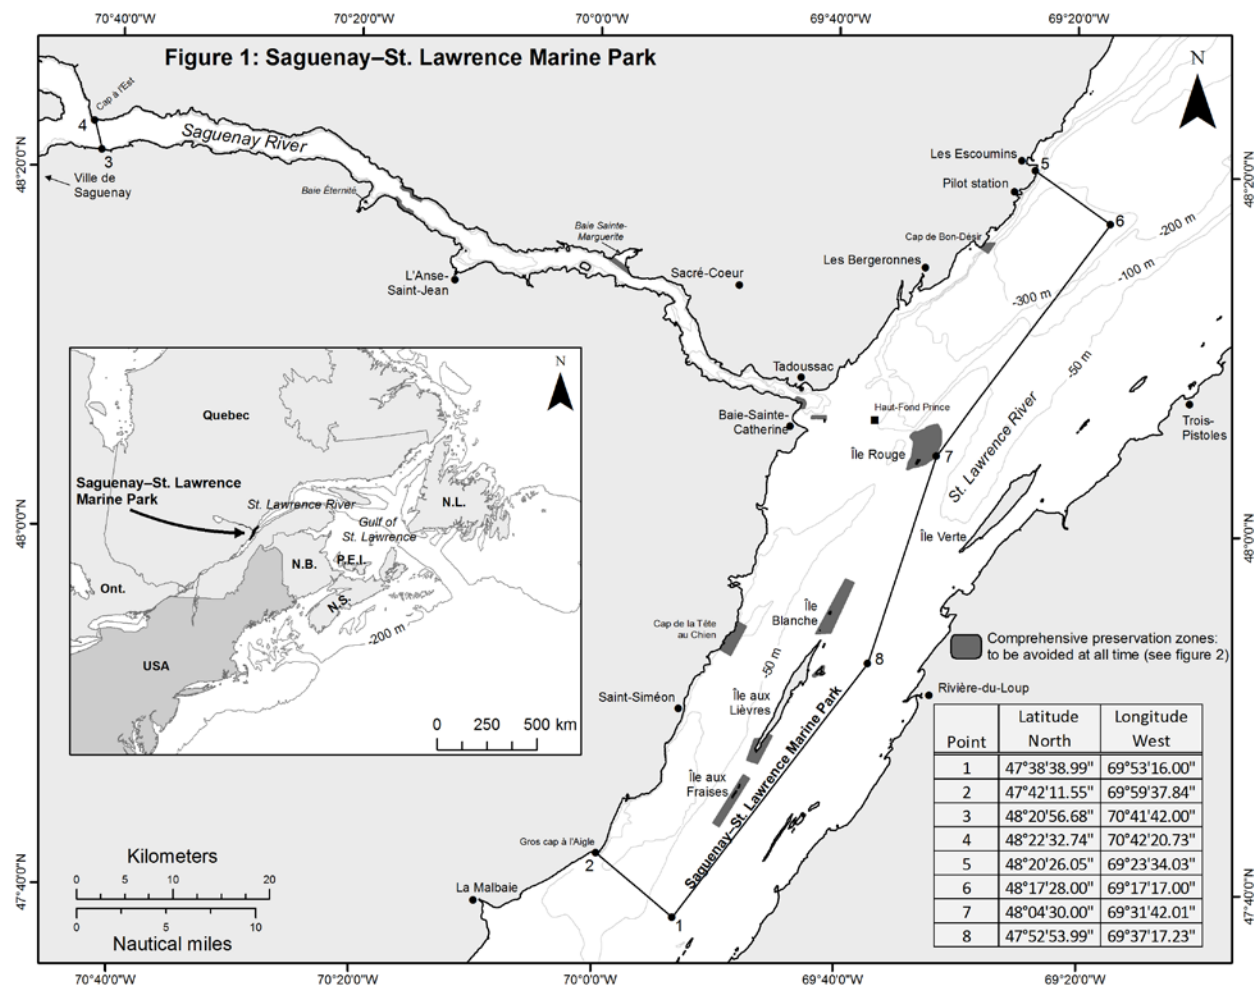 70°40'0"W 70°20'0"W 70°00'0"W 69°40'0"W 69°20'0"W
Figure 1: Saguenay–St. Lawrence Marine Park
N
Cap à l'Est
4
3
Saguenay River
48°20'0"N
Ville de
Saguenay
Baie Éternité
L'Anse-
Saint-Jean
Baie Sainte-
Marguerite
Sacré-Coeur
Les Escoumins
5
Pilot station
48°20'0"N
6
-200 m
Cap de Bon-Désir
Les Bergeronnes
-100 m
-300 m
-50 m
Tadoussac
Baie-Sainte-
Catherine
Haut-Fond Prince
Île Rouge
7
St. Lawrence River
Trois-
Pistoles
Île Verte
N
Quebec
Saguenay–St. Lawrence
Marine Park
St. Lawrence River
Gulf of
St. Lawrence
N.L.
N.B.
P.E.I.
N.S.
Ont.
-200 m
USA
0 250 500 km
48°00'0"N
48°00'0"N
Île
Blanche
Cap de la Tête
au Chien
-50 m
8
Comprehensive preservation zones:
to be avoided at all time (see figure 2)
Saint-Siméon
Île aux
Lièvres
Rivière-du-Loup
Île aux
Fraises
Saguenay–St. Lawrence Marine Park
Gros cap à l'Aigle
2
La Malbaie
1
47°40'0"N
47°40'0"N
Kilometers
0 5 10 20
0 5 10
Nautical miles
Point Latitude North Longitude West
1 47°38'38.99" 69°53'16.00"
2 47°42'11.55" 69°59'37.84"
3 48°20'56.68" 70°41'42.00"
4 48°22'32.74" 70°42'20.73"
5 48°20'26.05" 69°23'34.03"
6 48°17'28.00" 69°17'17.00"
7 48°04'30.00" 69°31'42.01"
8 47°52'53.99" 69°37'17.23"
70°40'0"W 70°20'0"W 70°00'0"W 69°40'0"W 69°20'0"W